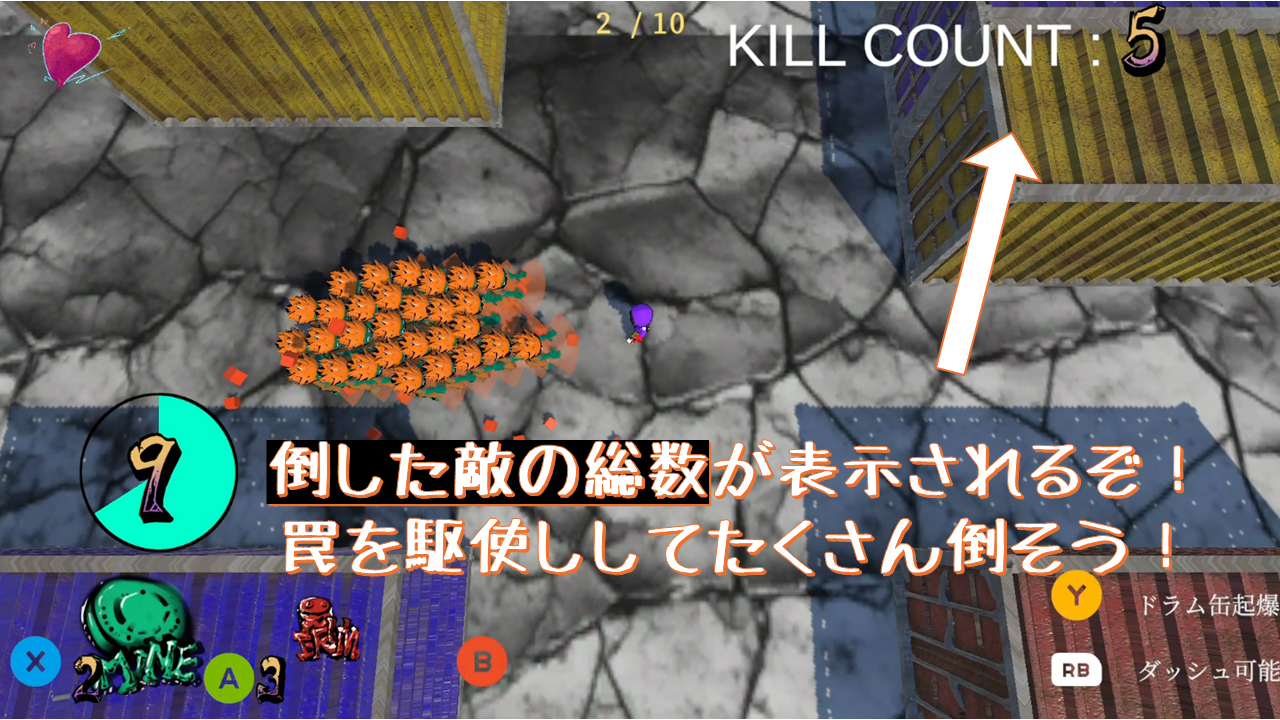 2 / 10
KILL COUNT : 5
9
倒した敵の総数が表示されるぞ！
罠を駆使ししてたくさん倒そう！
Y ドラム缶起爆
X 2 MINE A 3 DRUM B
RB ダッシュ可能